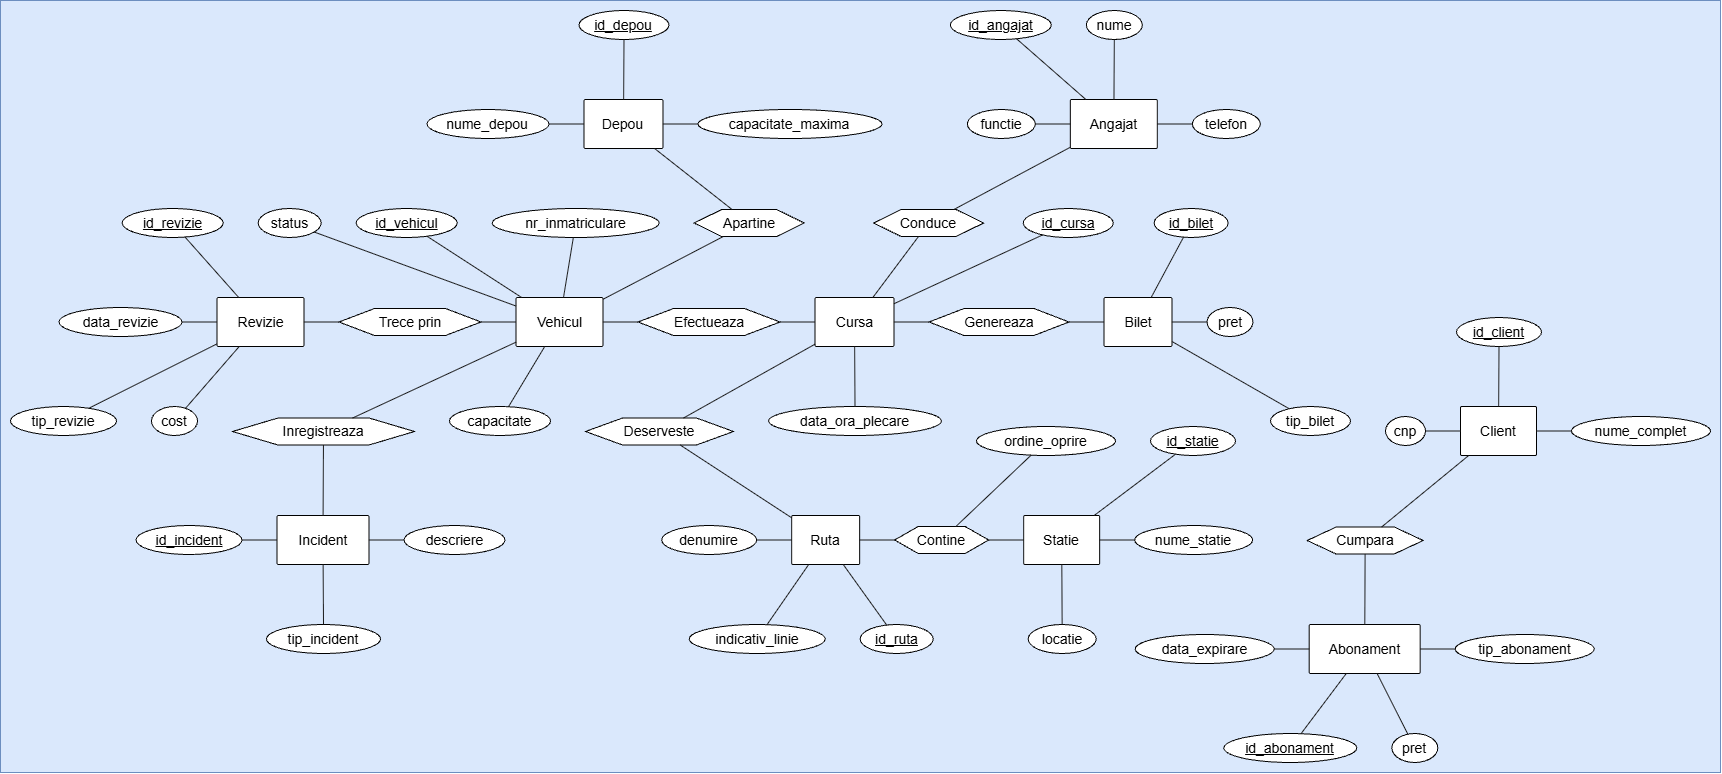 id_depou
id_angajat
nume
nume_depou
Depou
capacitate_maxima
functie
Angajat
telefon
id_revizie
status
id_vehicul
nr_inmatriculare
Apartine
Conduce
id_cursa
id_bilet
data_revizie
Revizie
Trece prin
Vehicul
Efectueaza
Cursa
Genereaza
Bilet
pret
id_client
tip_revizie
cost
Inregistreaza
capacitate
Deserveste
data_ora_plecare
ordine_oprire
id_statie
tip_bilet
cnp
Client
nume_complet
id_incident
Incident
descriere
denumire
Ruta
Contine
Statie
nume_statie
Cumpara
tip_incident
indicativ_linie
id_ruta
locatie
data_expirare
Abonament
tip_abonament
id_abonament
pret